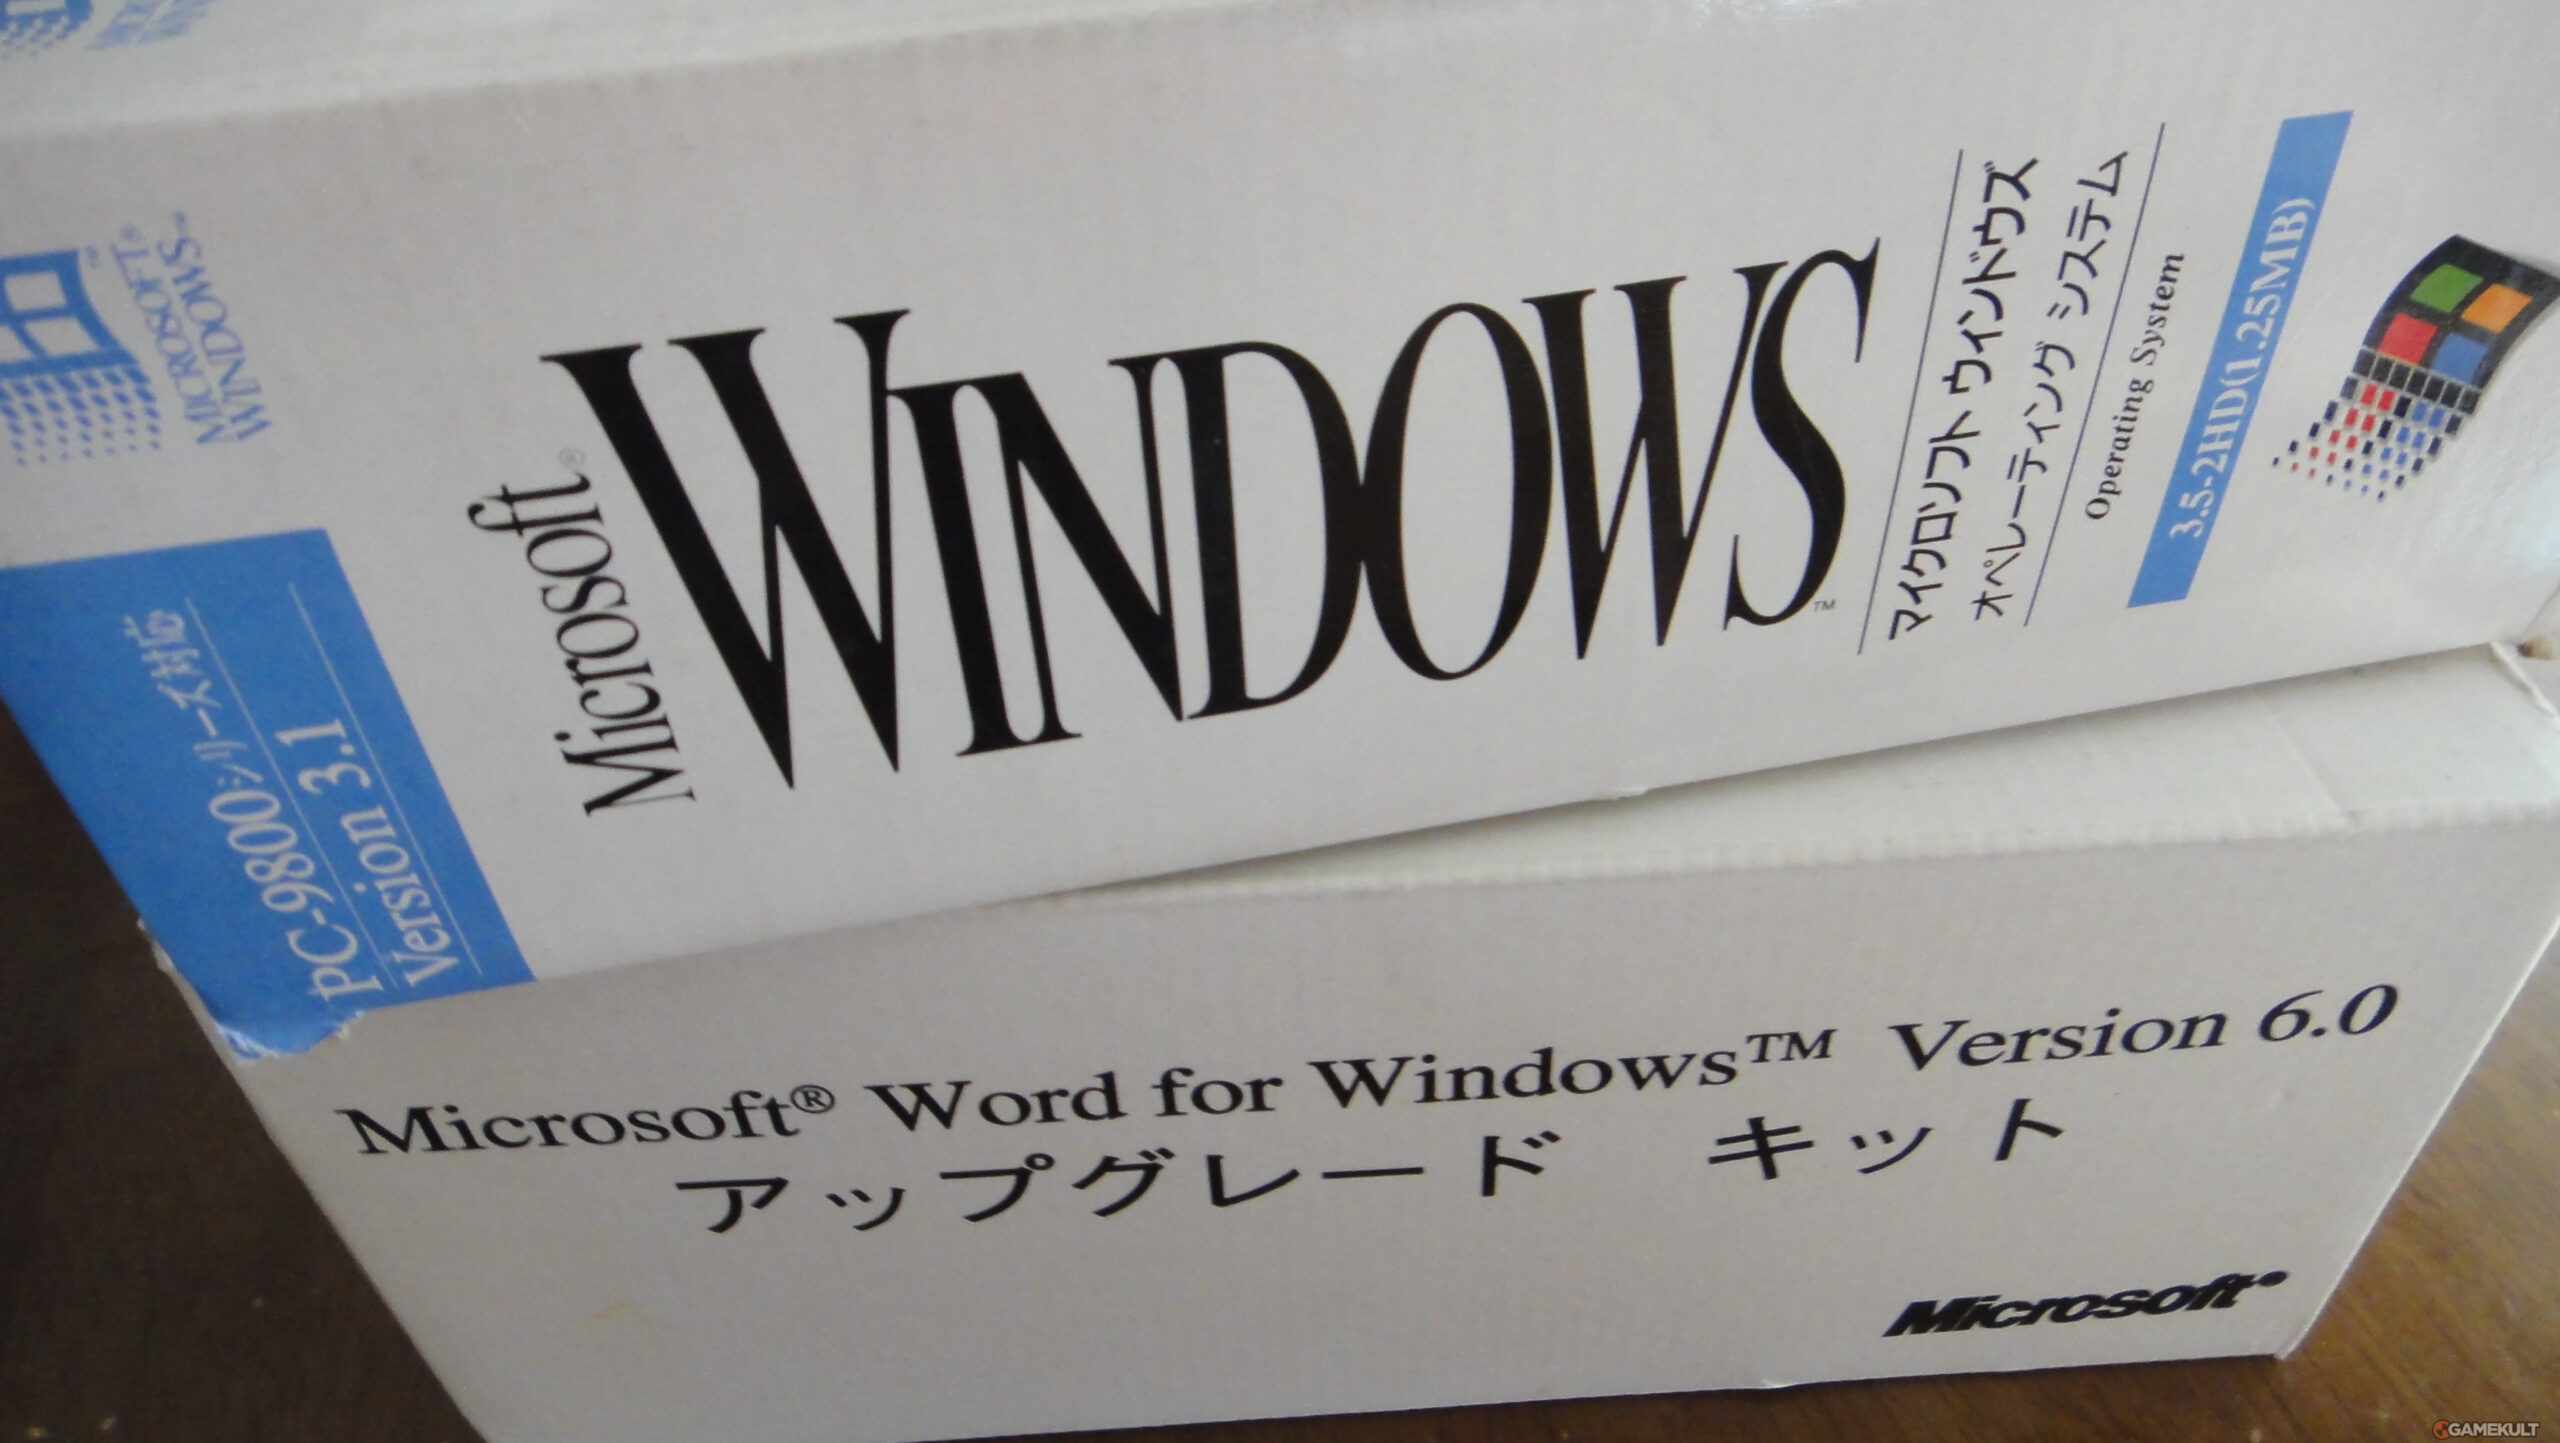 MICROSOFT®
WINDOWS™
PC-9800シリーズ対応
Version 3.1
Microsoft®
WINDOWS™
マイクロソフト ウィンドウズ
オペレーティング システム
Operating System
3.5-2HD(1.25MB)
Microsoft® Word for Windows™ Version 6.0
アップグレード キット
Microsoft®
GAMEKULT